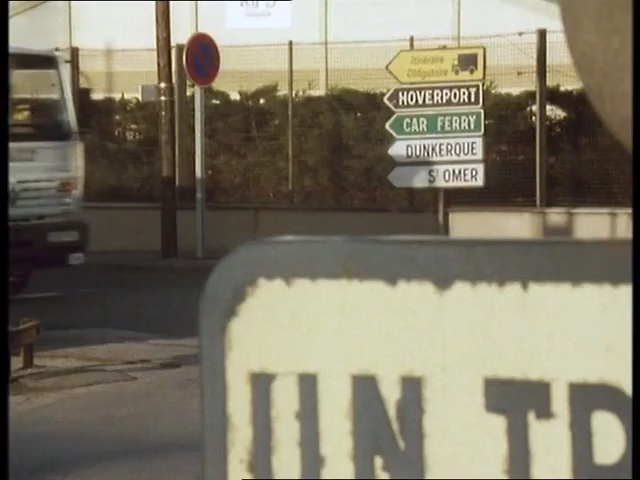 Itinéraire
Obligatoire
HOVERPORT
CAR FERRY
DUNKERQUE
ST OMER
UN TR